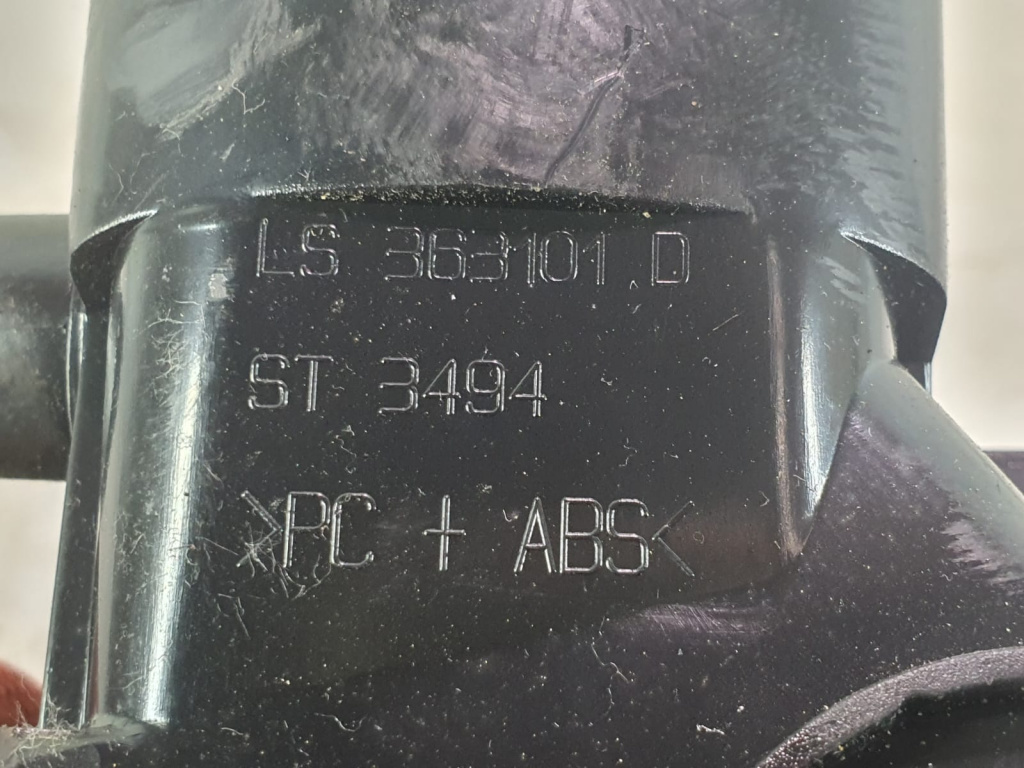 LS 363101 D
ST 3494
>PC + ABS<